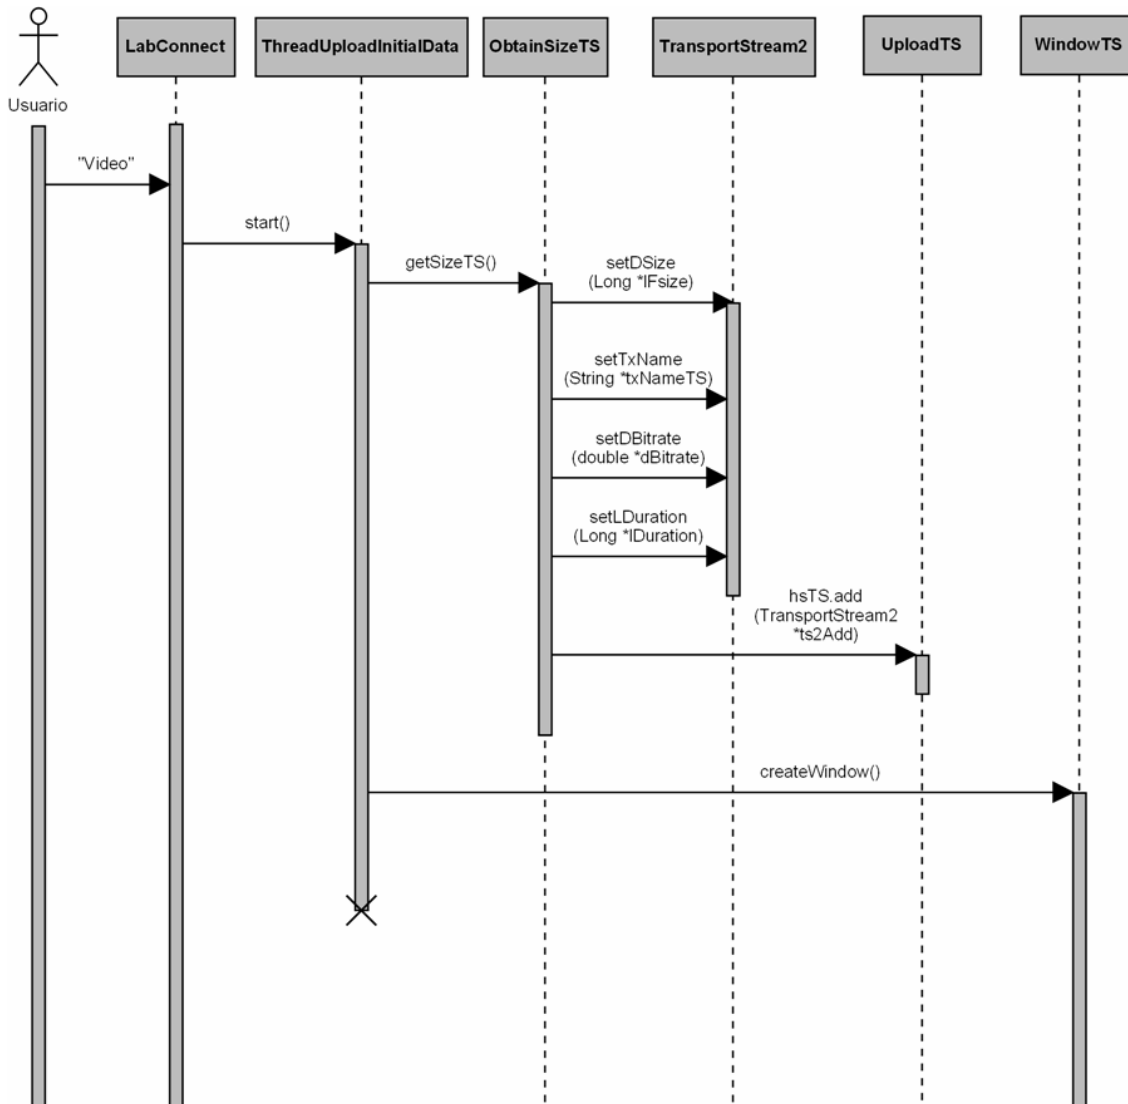 LabConnect
ThreadUploadInitialData
ObtainSizeTS
TransportStream2
UploadTS
WindowTS
Usuario
"Video"
start()
getSizeTS()
setDSize
(Long *lFsize)
setTxName
(String *txNameTS)
setDBitrate
(double *dBitrate)
setLDuration
(Long *lDuration)
hsTS.add
(TransportStream2
*ts2Add)
createWindow()